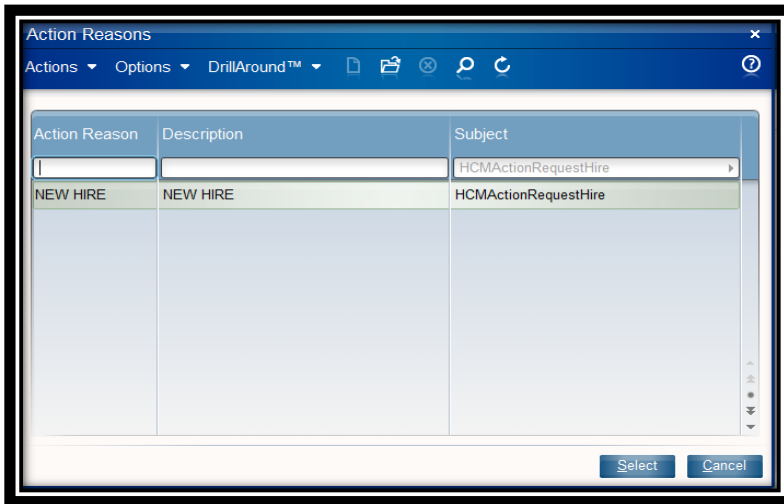 Action Reasons
Actions Options DrillAround™
Action Reason Description Subject
HCMActionRequestHire
NEW HIRE NEW HIRE HCMActionRequestHire
Select Cancel